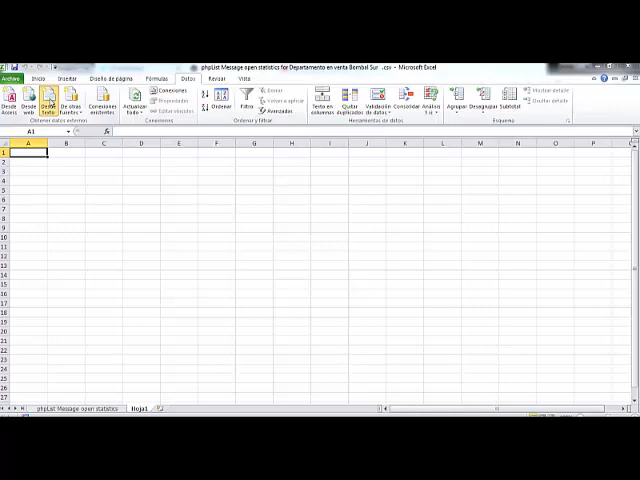 phpList Message open statistics for Departamento en venta Bombal Sur .csv - Microsoft Excel
Archivo Inicio Insertar Diseño de página Fórmulas Datos Revisar Vista
Desde Access
Desde web
Desde texto
De otras fuentes
Conexiones existentes
Obtener datos externos
Actualizar todo
Conexiones
Propiedades
Editar vínculos
Conexiones
Ordenar
Filtro
Borrar
Volver a aplicar
Avanzadas
Ordenar y filtrar
Texto en columnas
Quitar duplicados
Validación de datos
Consolidar
Análisis Y si
Herramientas de datos
Agrupar
Desagrupar
Subtotal
Mostrar detalle
Ocultar detalle
Esquema
A1 fx
A B C D E F G H I J K L M N O P
1
2
3
4
5
6
7
8
9
10
11
12
13
14
15
16
17
18
19
20
21
22
23
24
25
26
27
phpList Message open statistics Hoja1